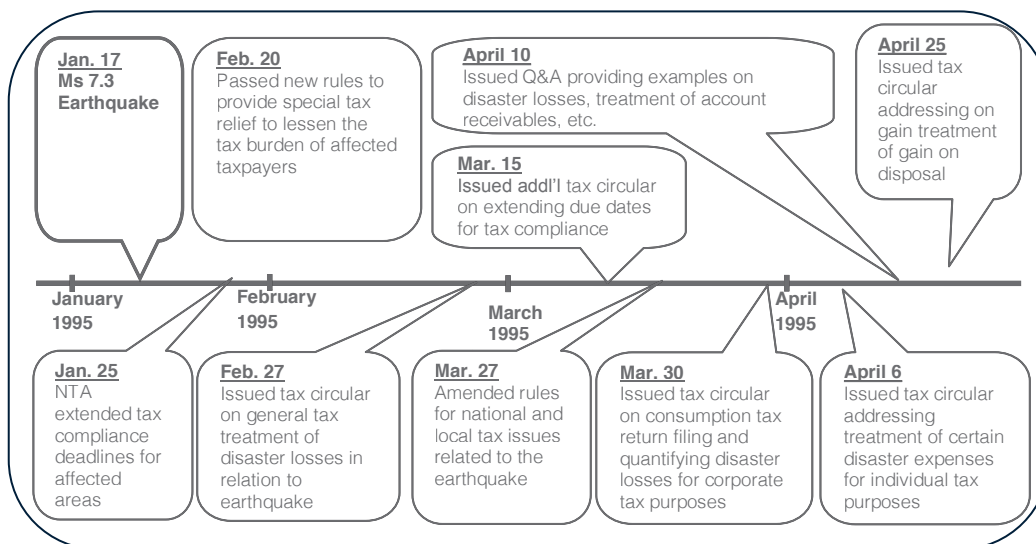 Jan. 17
Ms 7.3
Earthquake
Feb. 20
Passed new rules to
provide special tax
relief to lessen the
tax burden of affected
taxpayers
April 10
Issued Q&A providing examples on
disaster losses, treatment of account
receivables, etc.
Mar. 15
Issued addl'l tax circular
on extending due dates
for tax compliance
April 25
Issued tax
circular
addressing on
gain treatment
of gain on
disposal
January
1995
February
1995
March
1995
April
1995
Jan. 25
NTA
extended tax
compliance
deadlines for
affected
areas
Feb. 27
Issued tax circular
on general tax
treatment of
disaster losses in
relation to
earthquake
Mar. 27
Amended rules
for national and
local tax issues
related to the
earthquake
Mar. 30
Issued tax circular
on consumption tax
return filing and
quantifying disaster
losses for corporate
tax purposes
April 6
Issued tax circular
addressing
treatment of certain
disaster expenses
for individual tax
purposes